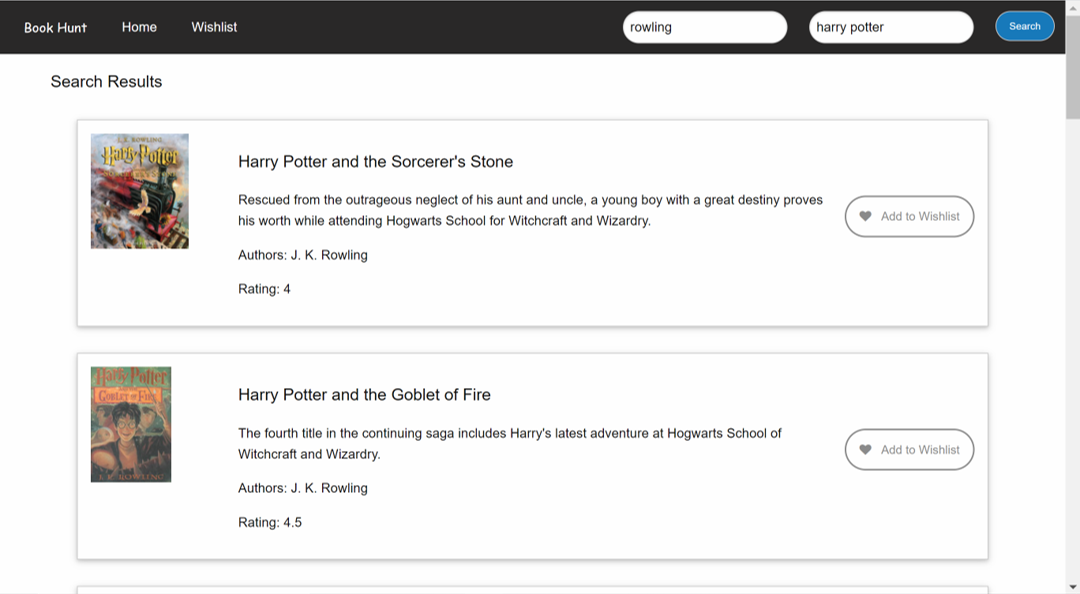 Book Hunt Home Wishlist rowling harry potter Search
Search Results
J.K. ROWLING
Harry Potter
Harry Potter and the Sorcerer's Stone
Rescued from the outrageous neglect of his aunt and uncle, a young boy with a great destiny proves
his worth while attending Hogwarts School for Witchcraft and Wizardry.
Authors: J. K. Rowling
Rating: 4
Add to Wishlist
Harry Potter
GOBLET OF FIRE
J. K. ROWLING
Harry Potter and the Goblet of Fire
The fourth title in the continuing saga includes Harry's latest adventure at Hogwarts School of
Witchcraft and Wizardry.
Authors: J. K. Rowling
Rating: 4.5
Add to Wishlist